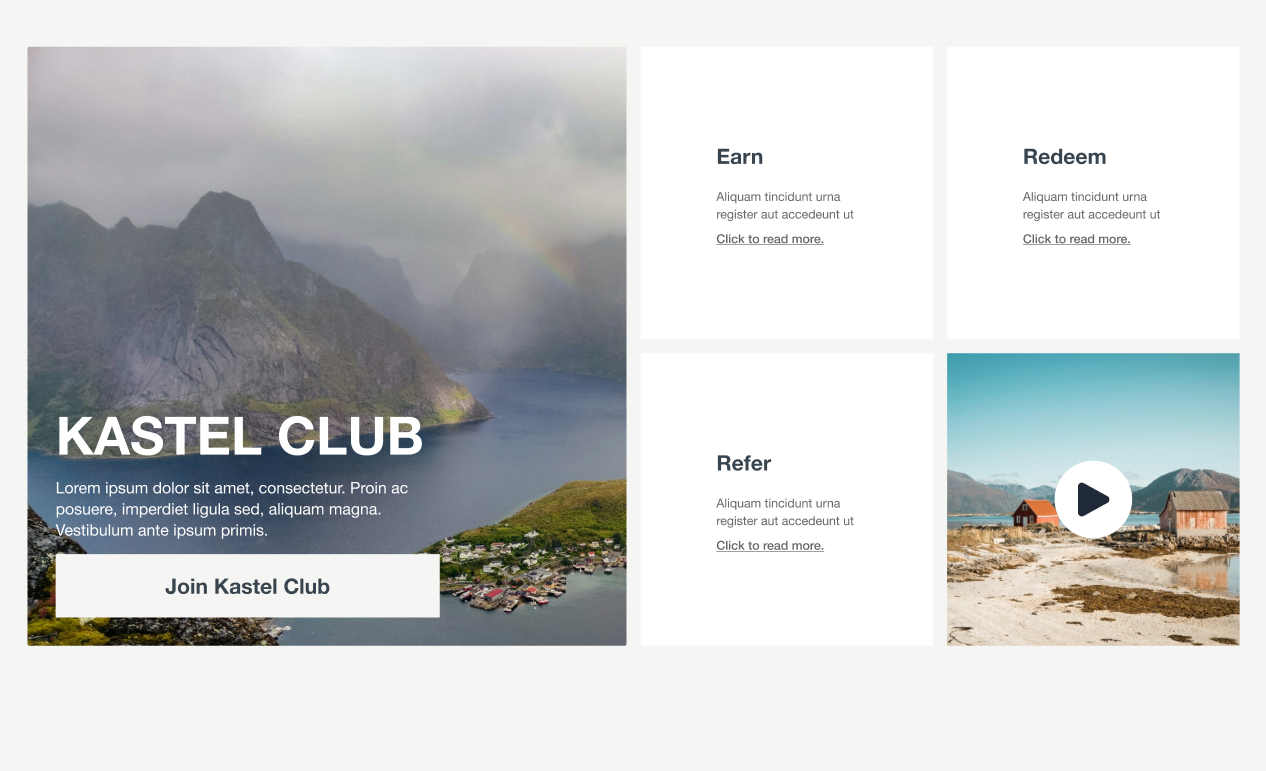 KASTEL CLUB
Lorem ipsum dolor sit amet, consectetur. Proin ac
posuere, imperdiet ligula sed, aliquam magna.
Vestibulum ante ipsum primis.
Join Kastel Club
Earn
Aliquam tincidunt urna
register aut accedeunt ut
Click to read more.
Redeem
Aliquam tincidunt urna
register aut accedeunt ut
Click to read more.
Refer
Aliquam tincidunt urna
register aut accedeunt ut
Click to read more.